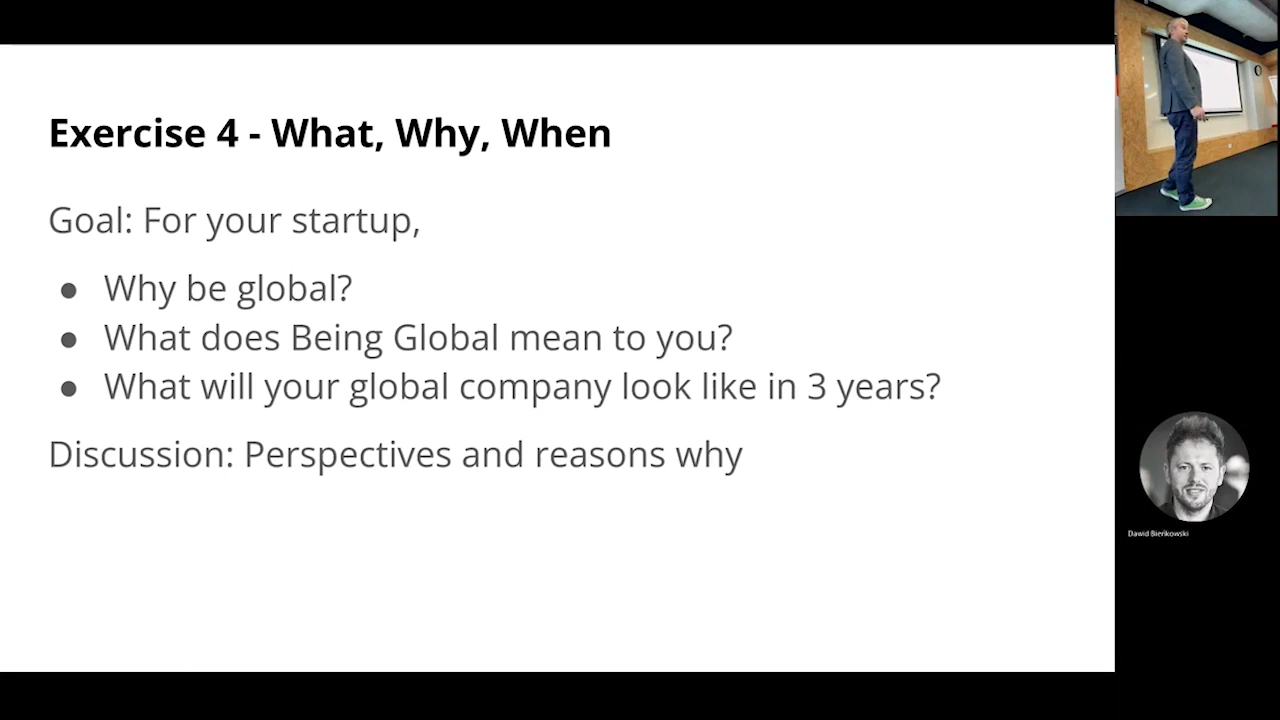 Exercise 4 - What, Why, When
Goal: For your startup,
● Why be global?
● What does Being Global mean to you?
● What will your global company look like in 3 years?
Discussion: Perspectives and reasons why
Dawid Bieńkowski